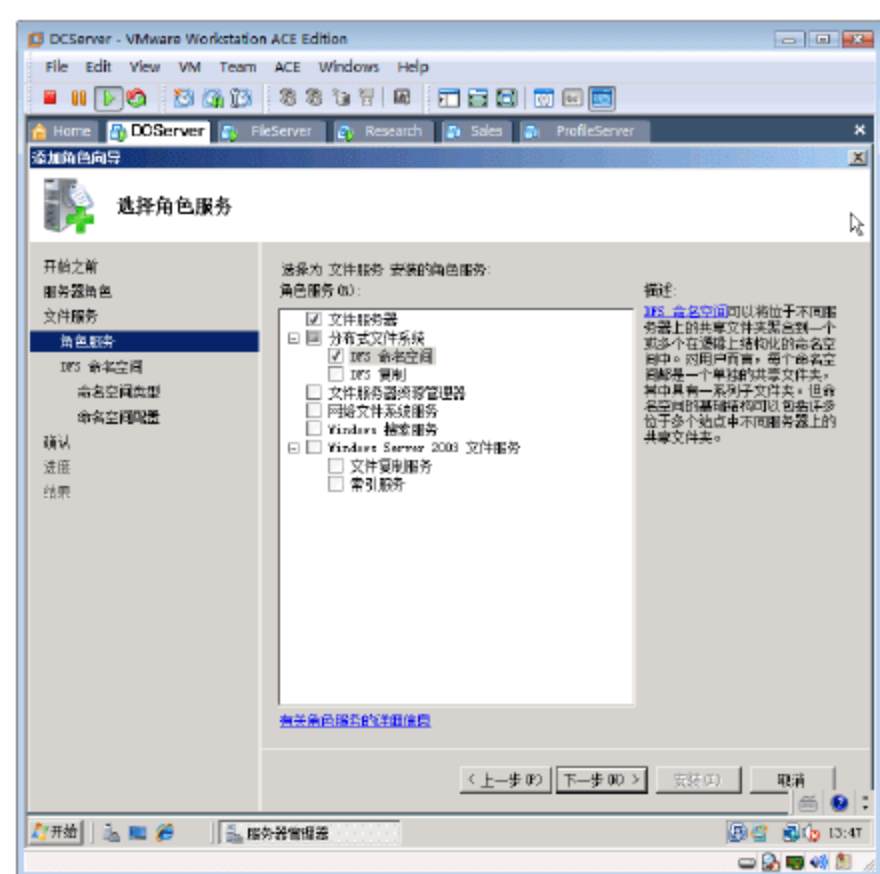 DCServer - VMware Workstation ACE Edition
File Edit View VM Team ACE Windows Help
Home DCServer FileServer Research Sales ProfileServer
添加角色向导
选择角色服务
开始之前
服务器角色
文件服务
角色服务
DFS 命名空间
命名空间类型
命名空间配置
确认
进度
结果
选择为 文件服务 安装的角色服务:
角色服务(R):
文件服务器
分布式文件系统
DFS 命名空间
DFS 复制
文件服务器资源管理器
网络文件系统服务
Windows 搜索服务
Windows Server 2003 文件服务
文件复制服务
索引服务
有关角色服务的详细信息
描述:
DFS 命名空间可以将位于不同服
务器上的共享文件夹聚合到一个
或多个在逻辑上结构化的命名空
间中。对用户而言,每个命名空
间都是一个单独的共享文件夹,
其中具有一系列子文件夹。但命
名空间的基础结构可以包括许多
位于多个站点中不同服务器上的
共享文件夹。
< 上一步(P) 下一步(N) > 安装(I) 取消
开始 服务器管理器 13:47